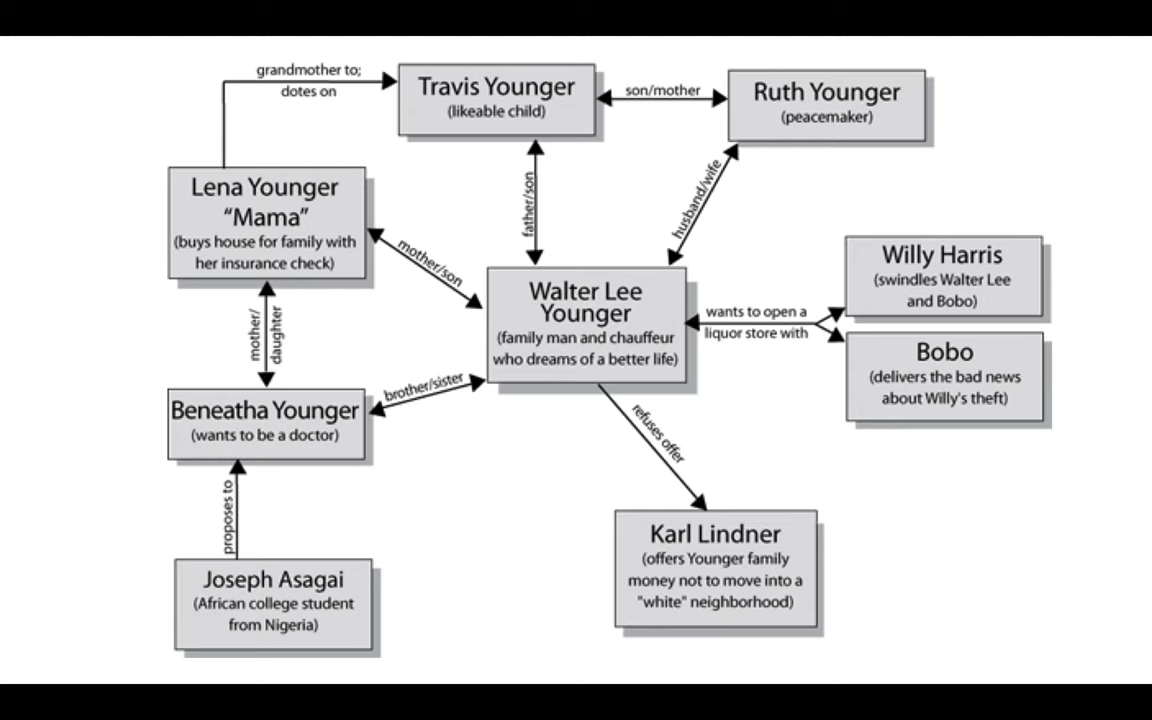 grandmother to;
dotes on
Travis Younger
(likeable child)
son/mother
Ruth Younger
(peacemaker)
Lena Younger
“Mama”
(buys house for family with
her insurance check)
father/son
husband/wife
mother/son
Walter Lee
Younger
(family man and chauffeur
who dreams of a better life)
wants to open a
liquor store with
Willy Harris
(swindles Walter Lee
and Bobo)
Bobo
(delivers the bad news
about Willy's theft)
mother/
daughter
brother/sister
Beneatha Younger
(wants to be a doctor)
refuses offer
proposes to
Joseph Asagai
(African college student
from Nigeria)
Karl Lindner
(offers Younger family
money not to move into a
"white" neighborhood)